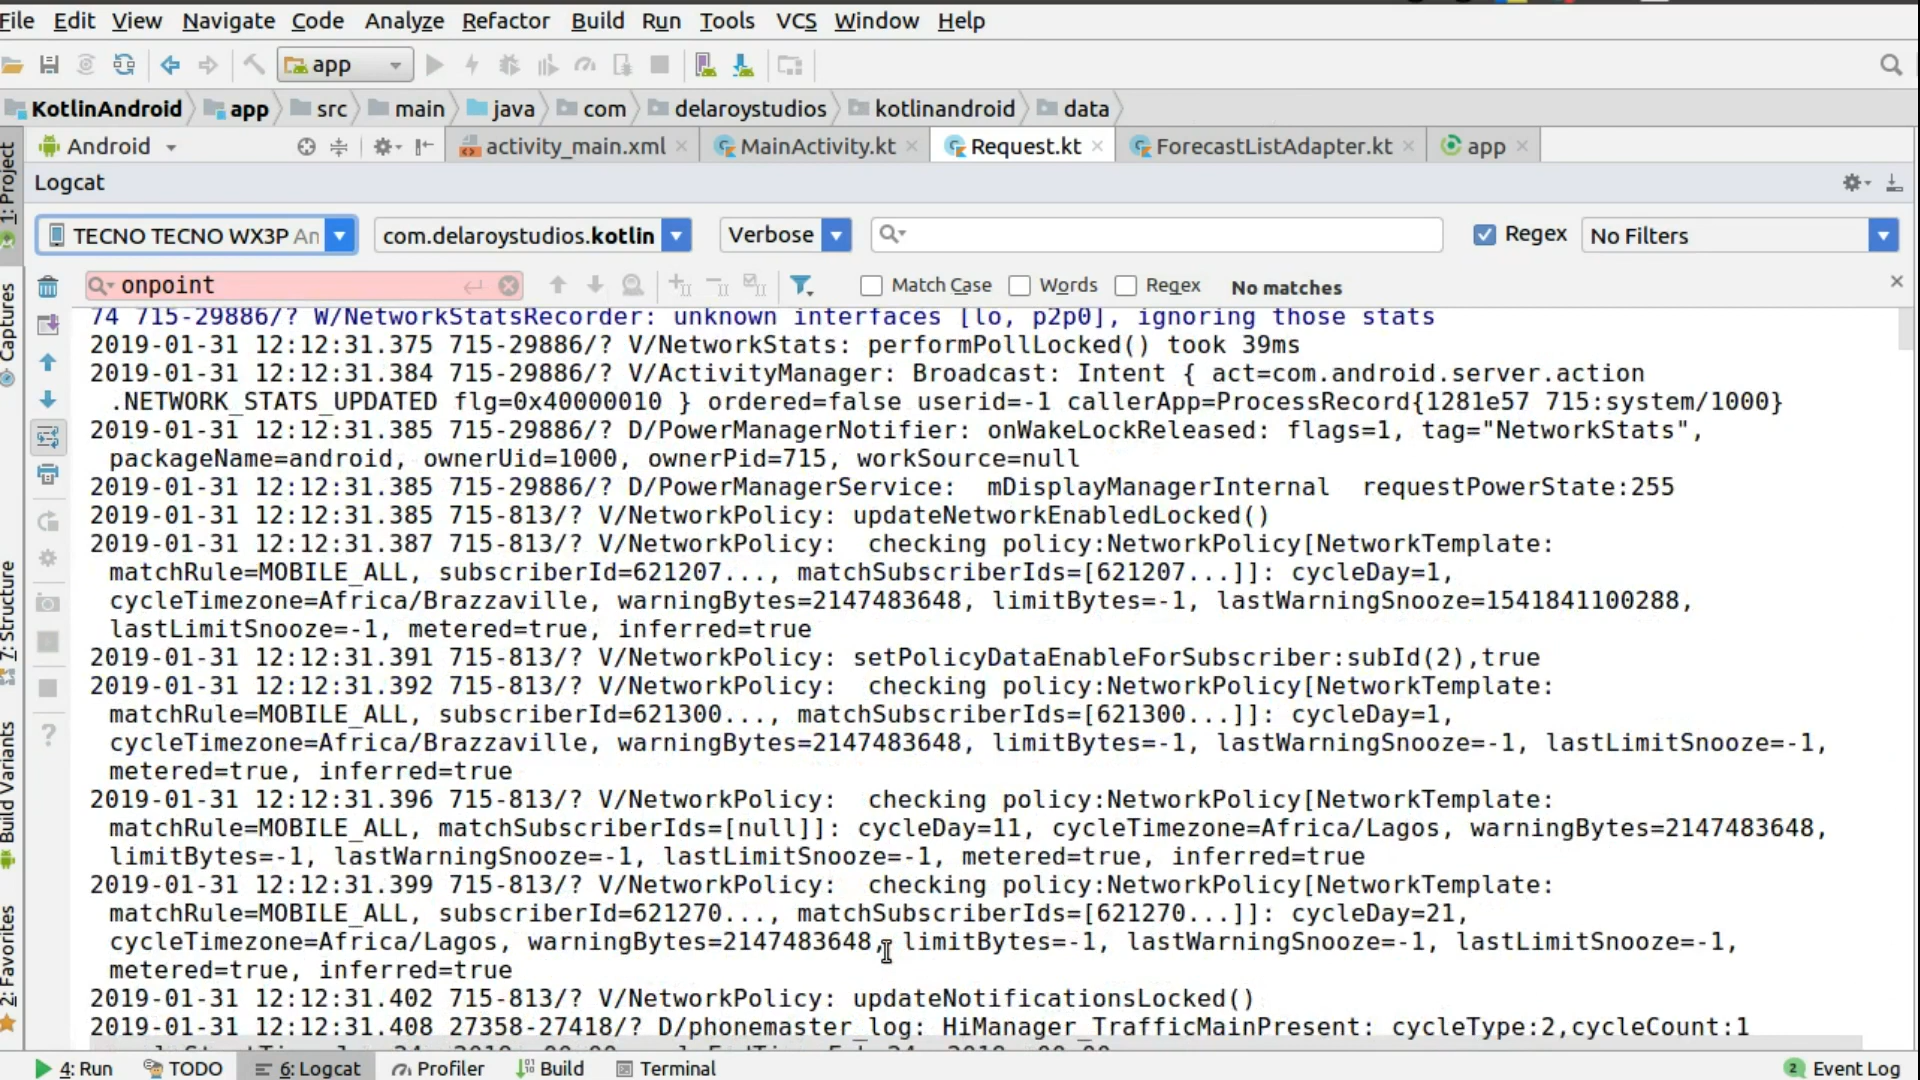 File Edit View Navigate Code Analyze Refactor Build Run Tools VCS Window Help
app
KotlinAndroid app src main java com delaroystudios kotlinandroid data
Android activity_main.xml MainActivity.kt Request.kt ForecastListAdapter.kt app
1: Project
Logcat
TECNO TECNO WX3P An com.delaroystudios.kotlin Verbose Regex No Filters
onpoint Match Case Words Regex No matches
Captures
74 715-29886/? W/NetworkStatsRecorder: unknown interfaces [lo, p2p0], ignoring those stats
2019-01-31 12:12:31.375 715-29886/? V/NetworkStats: performPollLocked() took 39ms
2019-01-31 12:12:31.384 715-29886/? V/ActivityManager: Broadcast: Intent { act=com.android.server.action
.NETWORK_STATS_UPDATED flg=0x40000010 } ordered=false userid=-1 callerApp=ProcessRecord{1281e57 715:system/1000}
2019-01-31 12:12:31.385 715-29886/? D/PowerManagerNotifier: onWakeLockReleased: flags=1, tag="NetworkStats",
packageName=android, ownerUid=1000, ownerPid=715, workSource=null
2019-01-31 12:12:31.385 715-29886/? D/PowerManagerService:  mDisplayManagerInternal  requestPowerState:255
2019-01-31 12:12:31.385 715-813/? V/NetworkPolicy: updateNetworkEnabledLocked()
2019-01-31 12:12:31.387 715-813/? V/NetworkPolicy:  checking policy:NetworkPolicy[NetworkTemplate:
matchRule=MOBILE_ALL, subscriberId=621207..., matchSubscriberIds=[621207...]]: cycleDay=1,
cycleTimezone=Africa/Brazzaville, warningBytes=2147483648, limitBytes=-1, lastWarningSnooze=1541841100288,
lastLimitSnooze=-1, metered=true, inferred=true
2019-01-31 12:12:31.391 715-813/? V/NetworkPolicy: setPolicyDataEnableForSubscriber:subId(2),true
2019-01-31 12:12:31.392 715-813/? V/NetworkPolicy:  checking policy:NetworkPolicy[NetworkTemplate:
matchRule=MOBILE_ALL, subscriberId=621300..., matchSubscriberIds=[621300...]]: cycleDay=1,
cycleTimezone=Africa/Brazzaville, warningBytes=2147483648, limitBytes=-1, lastWarningSnooze=-1, lastLimitSnooze=-1,
metered=true, inferred=true
2019-01-31 12:12:31.396 715-813/? V/NetworkPolicy:  checking policy:NetworkPolicy[NetworkTemplate:
matchRule=MOBILE_ALL, matchSubscriberIds=[null]]: cycleDay=11, cycleTimezone=Africa/Lagos, warningBytes=2147483648,
limitBytes=-1, lastWarningSnooze=-1, lastLimitSnooze=-1, metered=true, inferred=true
2019-01-31 12:12:31.399 715-813/? V/NetworkPolicy:  checking policy:NetworkPolicy[NetworkTemplate:
matchRule=MOBILE_ALL, subscriberId=621270..., matchSubscriberIds=[621270...]]: cycleDay=21,
cycleTimezone=Africa/Lagos, warningBytes=2147483648, limitBytes=-1, lastWarningSnooze=-1, lastLimitSnooze=-1,
metered=true, inferred=true
2019-01-31 12:12:31.402 715-813/? V/NetworkPolicy: updateNotificationsLocked()
2019-01-31 12:12:31.408 27358-27418/? D/phonemaster_log: HiManager_TrafficMainPresent: cycleType:2,cycleCount:1
7: Structure
Build Variants
2: Favorites
4: Run TODO 6: Logcat Profiler Build Terminal 2 Event Log